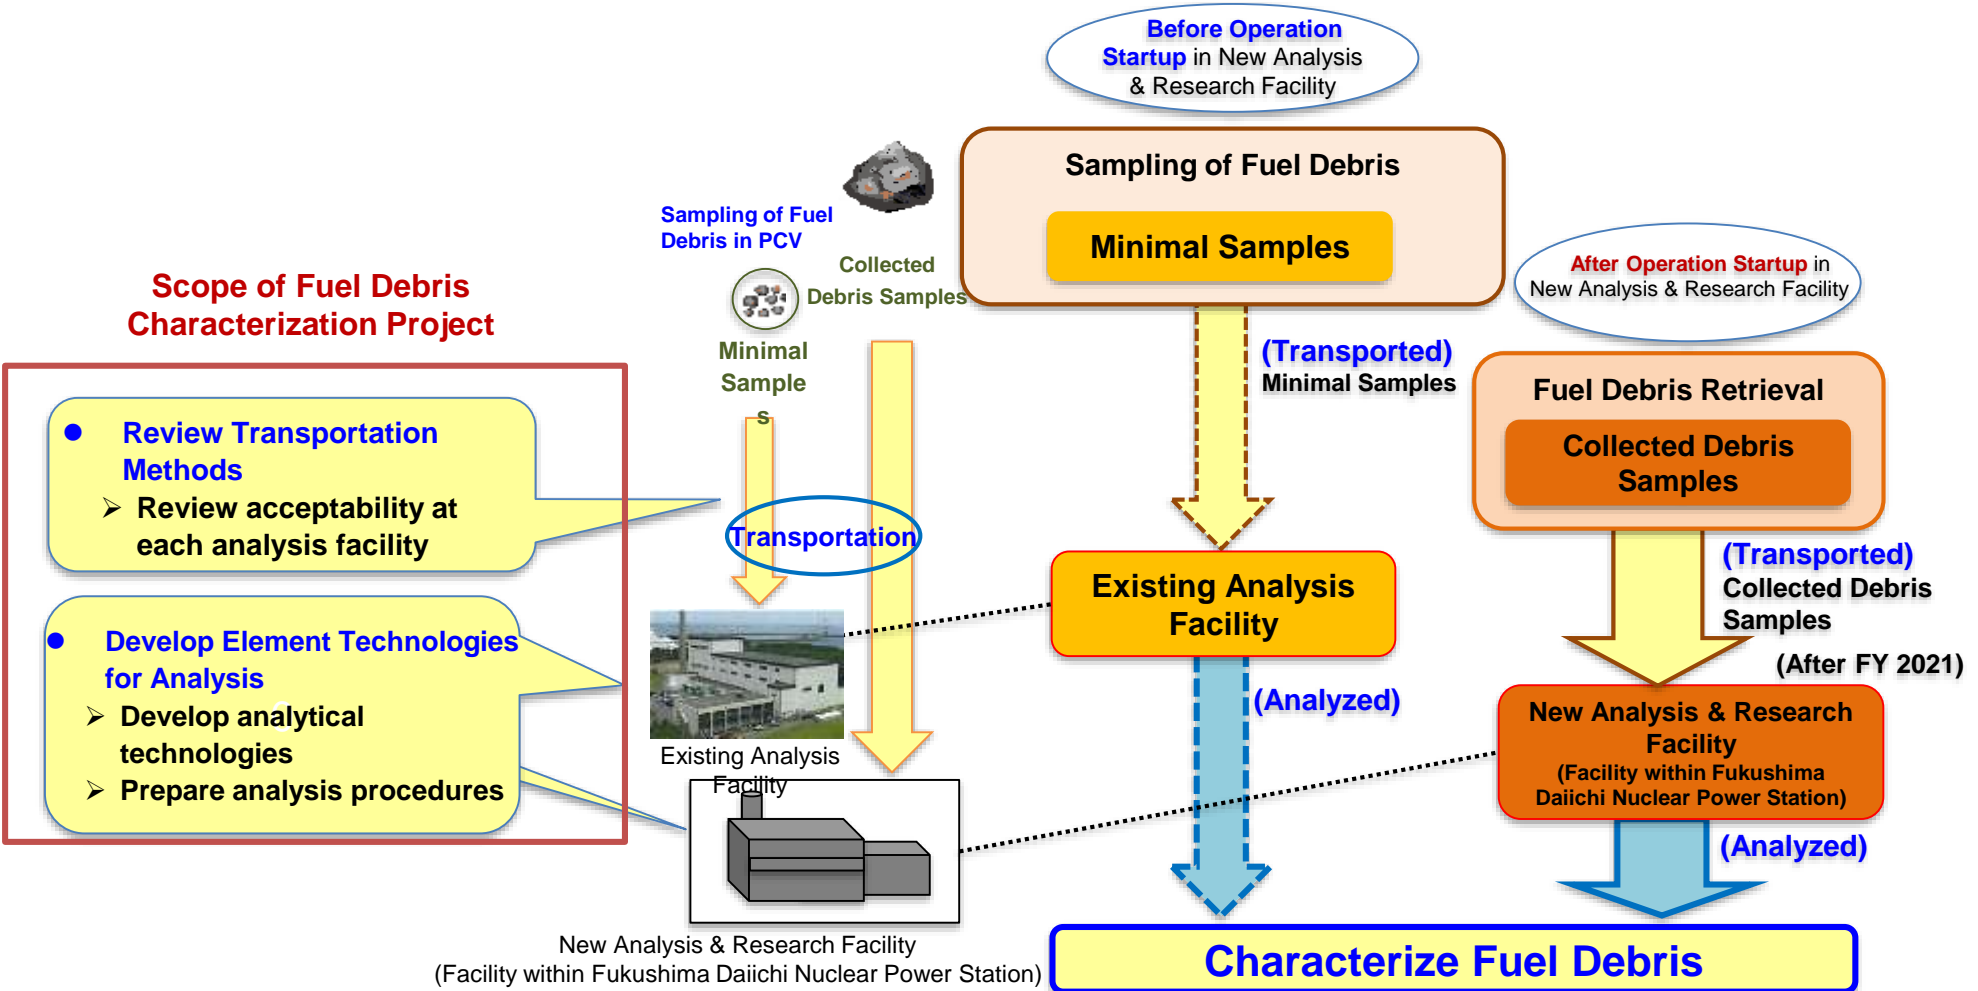 Before Operation
Startup in New Analysis
& Research Facility
Sampling of Fuel Debris
Minimal Samples
Sampling of Fuel
Debris in PCV
Collected
Debris Samples
Minimal
Sample
s
After Operation Startup in
New Analysis & Research Facility
Scope of Fuel Debris
Characterization Project
(Transported)
Minimal Samples
Fuel Debris Retrieval
Collected Debris
Samples
● Review Transportation
Methods
➢ Review acceptability at
each analysis facility
Transportation
(Transported)
Collected Debris
Samples
(After FY 2021)
Existing Analysis
Facility
● Develop Element Technologies
for Analysis
➢ Develop analytical
technologies
➢ Prepare analysis procedures
(Analyzed)
Existing Analysis
Facility
New Analysis & Research
Facility
(Facility within Fukushima
Daiichi Nuclear Power Station)
(Analyzed)
New Analysis & Research Facility
(Facility within Fukushima Daiichi Nuclear Power Station)
Characterize Fuel Debris